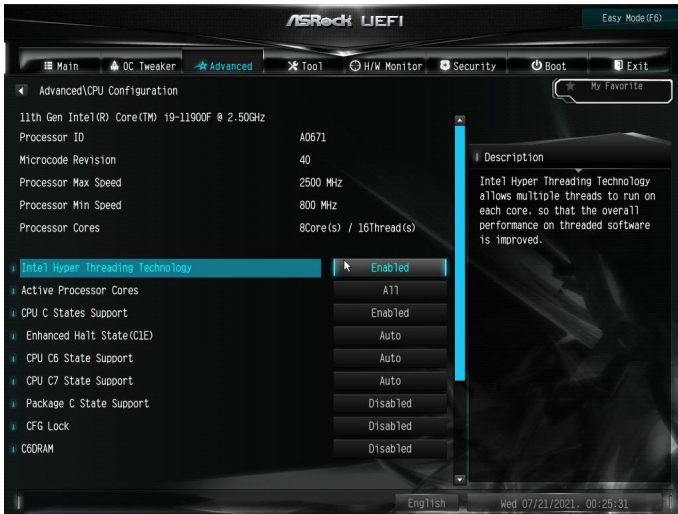 ASRock UEFI
Easy Mode(F6)
Main
OC Tweaker
Advanced
Tool
H/W Monitor
Security
Boot
Exit
Advanced\CPU Configuration
My Favorite
11th Gen Intel(R) Core(TM) i9-11900F @ 2.50GHz
Processor ID A0671
Microcode Revision 40
Processor Max Speed 2500 MHz
Processor Min Speed 800 MHz
Processor Cores 8Core(s) / 16Thread(s)
Intel Hyper Threading Technology Enabled
Active Processor Cores All
CPU C States Support Enabled
Enhanced Halt State(C1E) Auto
CPU C6 State Support Auto
CPU C7 State Support Auto
Package C State Support Disabled
CFG Lock Disabled
C6DRAM Disabled
Description
Intel Hyper Threading Technology
allows multiple threads to run on
each core, so that the overall
performance on threaded software
is improved.
English
Wed 07/21/2021, 00:25:31